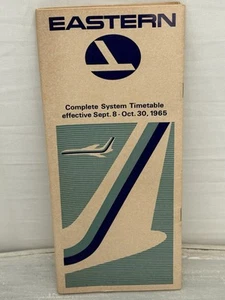 EASTERN
Complete System Timetable
effective Sept. 8 - Oct. 30, 1965